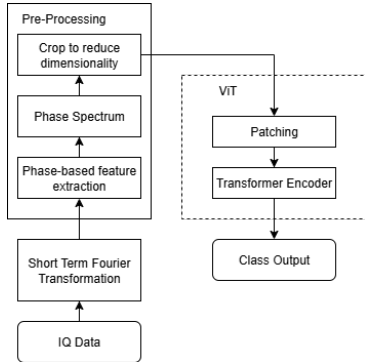 Pre-Processing
Crop to reduce
dimensionality
Phase Spectrum
Phase-based feature
extraction
Short Term Fourier
Transformation
IQ Data
ViT
Patching
Transformer Encoder
Class Output